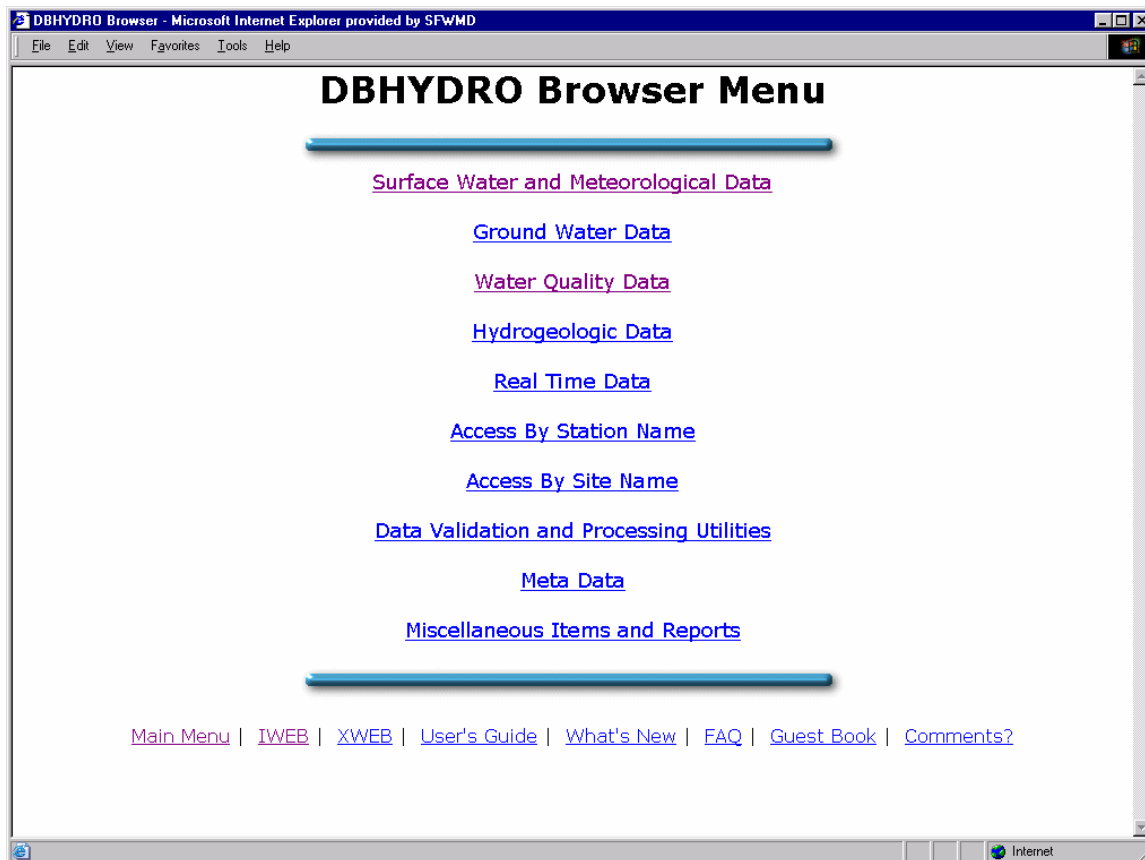 DBHYDRO Browser - Microsoft Internet Explorer provided by SFWMD
File Edit View Favorites Tools Help
DBHYDRO Browser Menu
Surface Water and Meteorological Data
Ground Water Data
Water Quality Data
Hydrogeologic Data
Real Time Data
Access By Station Name
Access By Site Name
Data Validation and Processing Utilities
Meta Data
Miscellaneous Items and Reports
Main Menu | IWEB | XWEB | User's Guide | What's New | FAQ | Guest Book | Comments?
Internet